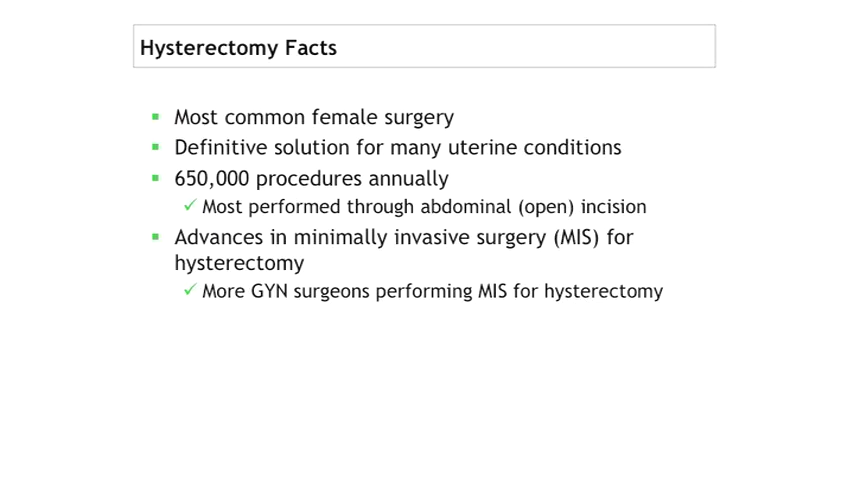 Hysterectomy Facts
▪ Most common female surgery
▪ Definitive solution for many uterine conditions
▪ 650,000 procedures annually
✓ Most performed through abdominal (open) incision
▪ Advances in minimally invasive surgery (MIS) for
hysterectomy
✓ More GYN surgeons performing MIS for hysterectomy